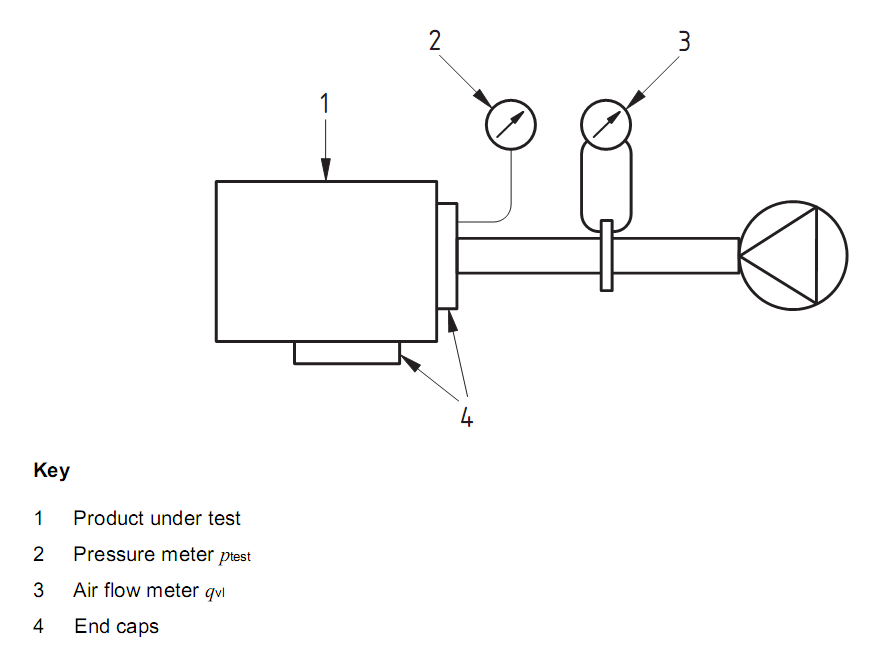 2
3
1
4
Key
1 Product under test
2 Pressure meter ptest
3 Air flow meter qvl
4 End caps